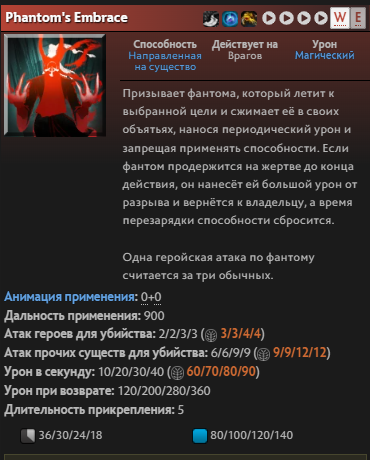 Phantom's Embrace
W E
Способность Действует на Урон
Направленная Врагов Магический
на существо
Призывает фантома, который летит к
выбранной цели и сжимает её в своих
объятьях, нанося периодический урон и
запрещая применять способности. Если
фантом продержится на жертве до конца
действия, он нанесёт ей большой урон от
разрыва и вернётся к владельцу, а время
перезарядки способности сбросится.
Одна геройская атака по фантому
считается за три обычных.
Анимация применения: 0+0
Дальность применения: 900
Атак героев для убийства: 2/2/3/3 ( 3/3/4/4)
Атак прочих существ для убийства: 6/6/9/9 ( 9/9/12/12)
Урон в секунду: 10/20/30/40 ( 60/70/80/90)
Урон при возврате: 120/200/280/360
Длительность прикрепления: 5
36/30/24/18 80/100/120/140